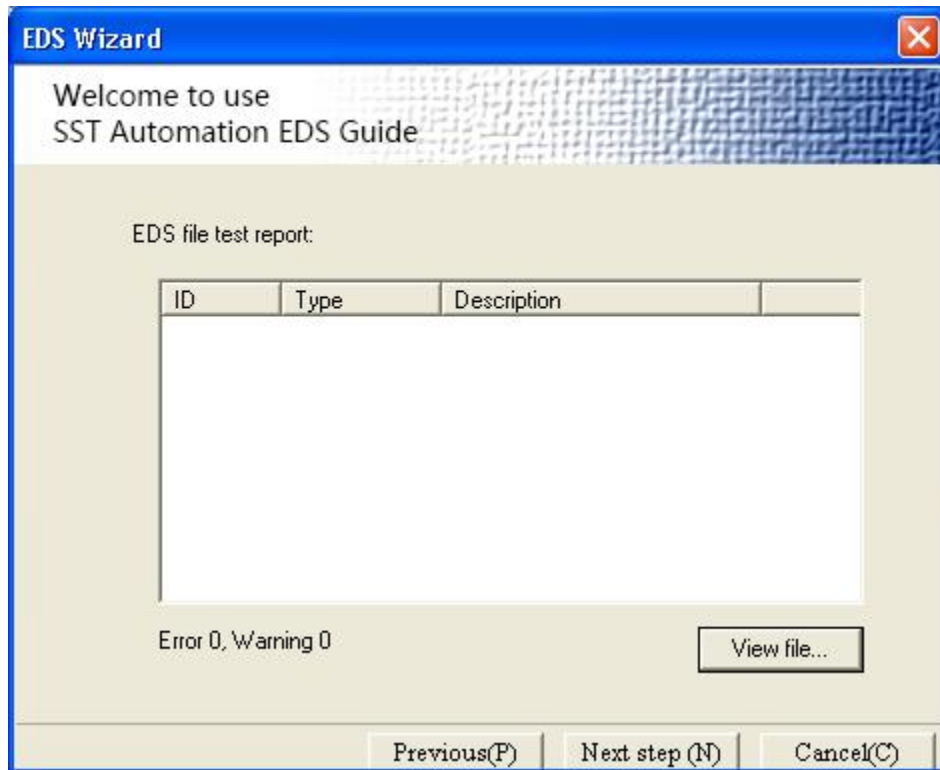 EDS Wizard
Welcome to use
SST Automation EDS Guide
EDS file test report:
ID Type Description
Error 0, Warning 0
View file...
Previous(P) Next step (N) Cancel(C)